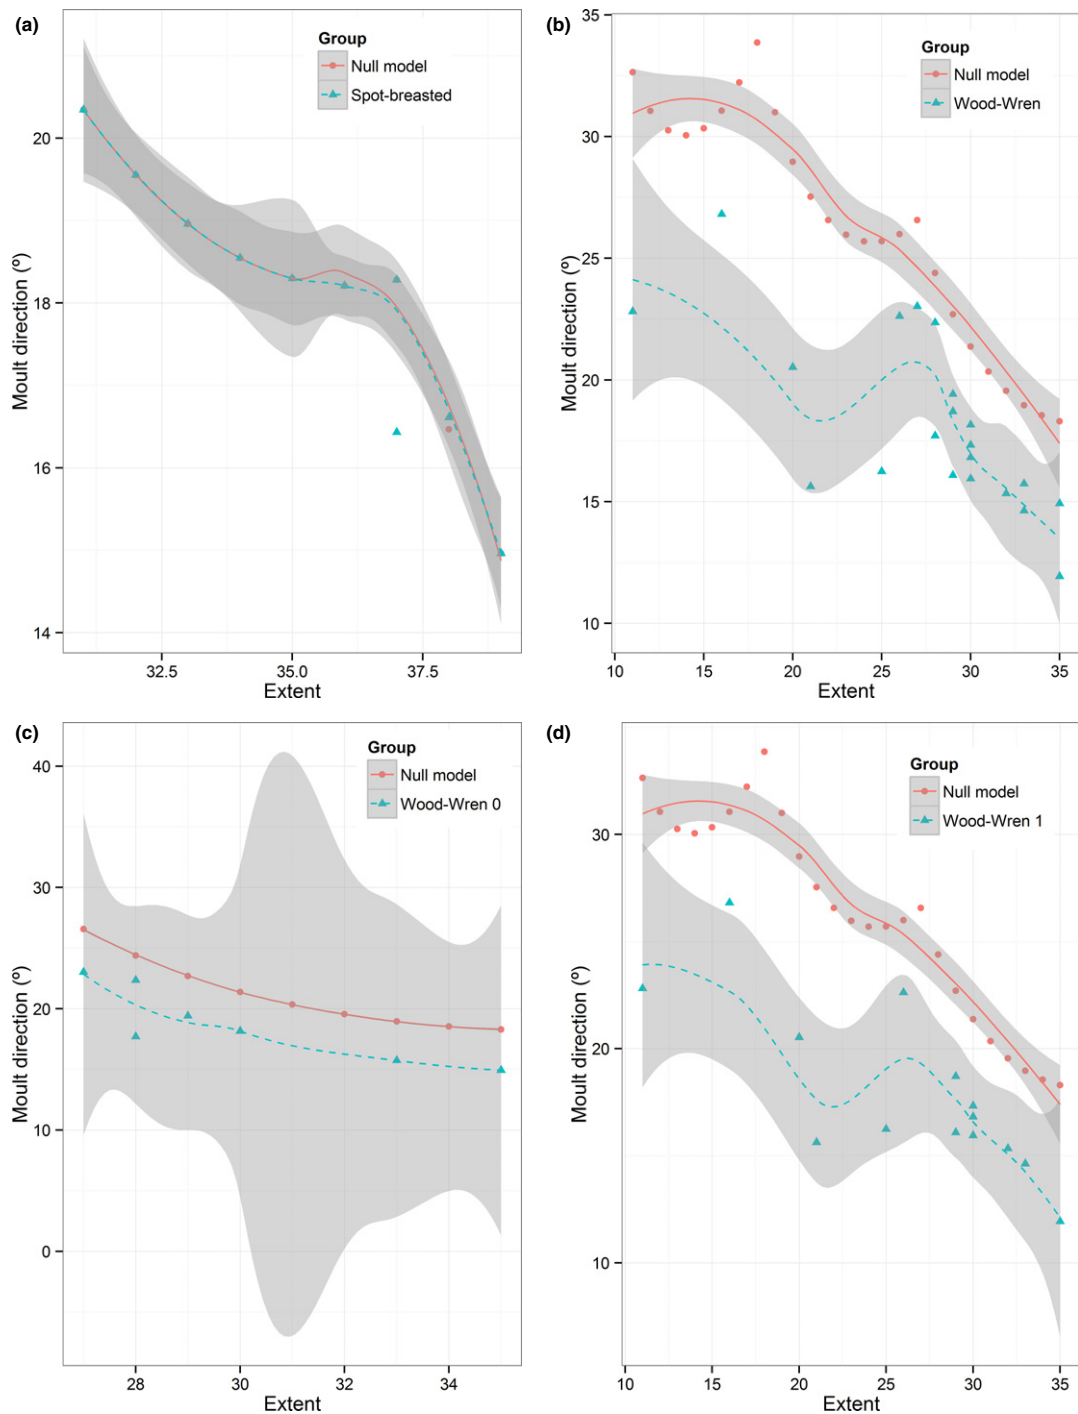 (a)
Group
Null model
Spot-breasted
20
18
16
14
Moult direction (º)
32.5 35.0 37.5
Extent
(b)
Group
Null model
Wood-Wren
35
30
25
20
15
10
Moult direction (º)
10 15 20 25 30 35
Extent
(c)
Group
Null model
Wood-Wren 0
40
30
20
10
0
Moult direction (º)
28 30 32 34
Extent
(d)
Group
Null model
Wood-Wren 1
30
20
10
Moult direction (º)
10 15 20 25 30 35
Extent